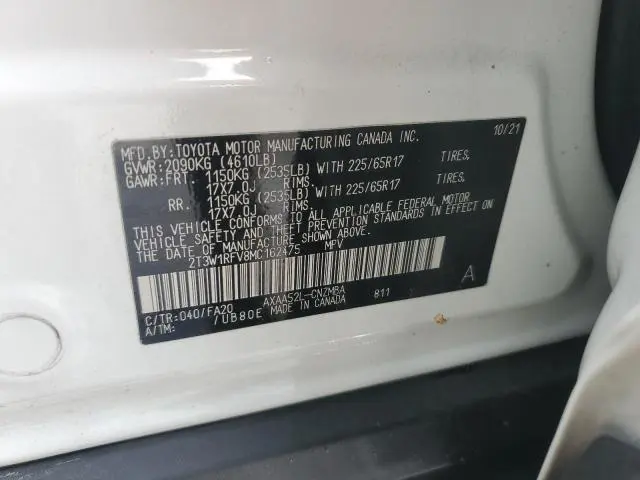 MFD.BY:TOYOTA MOTOR MANUFACTURING CANADA INC. 10/21
GVWR:2090KG (4610LB)
GAWR:FRT 1150KG (2535LB) WITH 225/65R17 TIRES.
17X7.0J RIMS.
RR 1150KG (2535LB) WITH 225/65R17 TIRES.
17X7.0J RIMS.
THIS VEHICLE CONFORMS TO ALL APPLICABLE FEDERAL MOTOR
VEHICLE SAFETY AND THEFT PREVENTION STANDARDS IN EFFECT ON
THE DATE OF MANUFACTURE SHOWN ABOVE.
2T3W1RFV8MC162475 MPV
C/TR:040/FA20 AXAA52L-CNZMBA 811 A
A/TM: /UB80E MADE IN CANADA